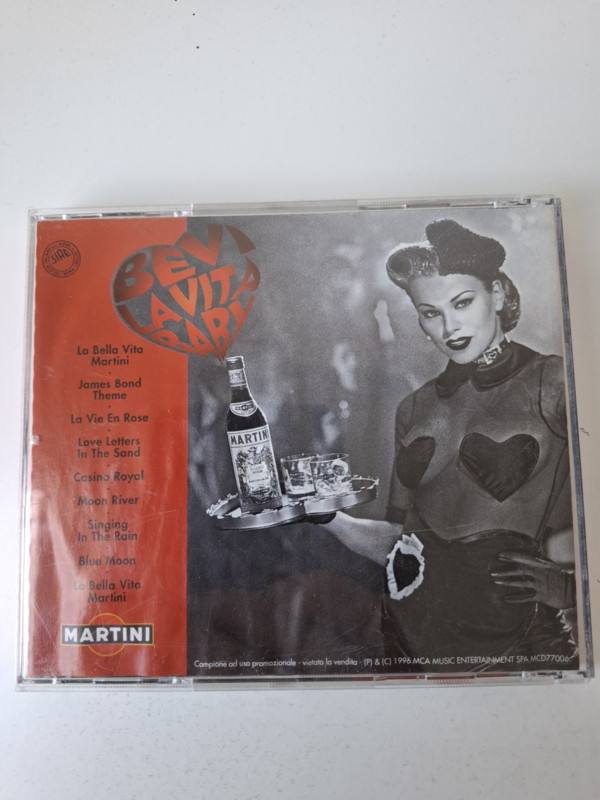 SIAE
BEVI
LA VITA
BARK
La Bella Vita
Martini
James Bond
Theme
La Vie En Rose
Love Letters
In The Sand
Casino Royal
Moon River
Singing
In The Rain
Blue Moon
La Bella Vita
Martini
MARTINI
MARTINI
Campione ad uso promozionale - vietata la vendita - (P) & (C) 1996 MCA MUSIC ENTERTAINMENT SPA MCD77006